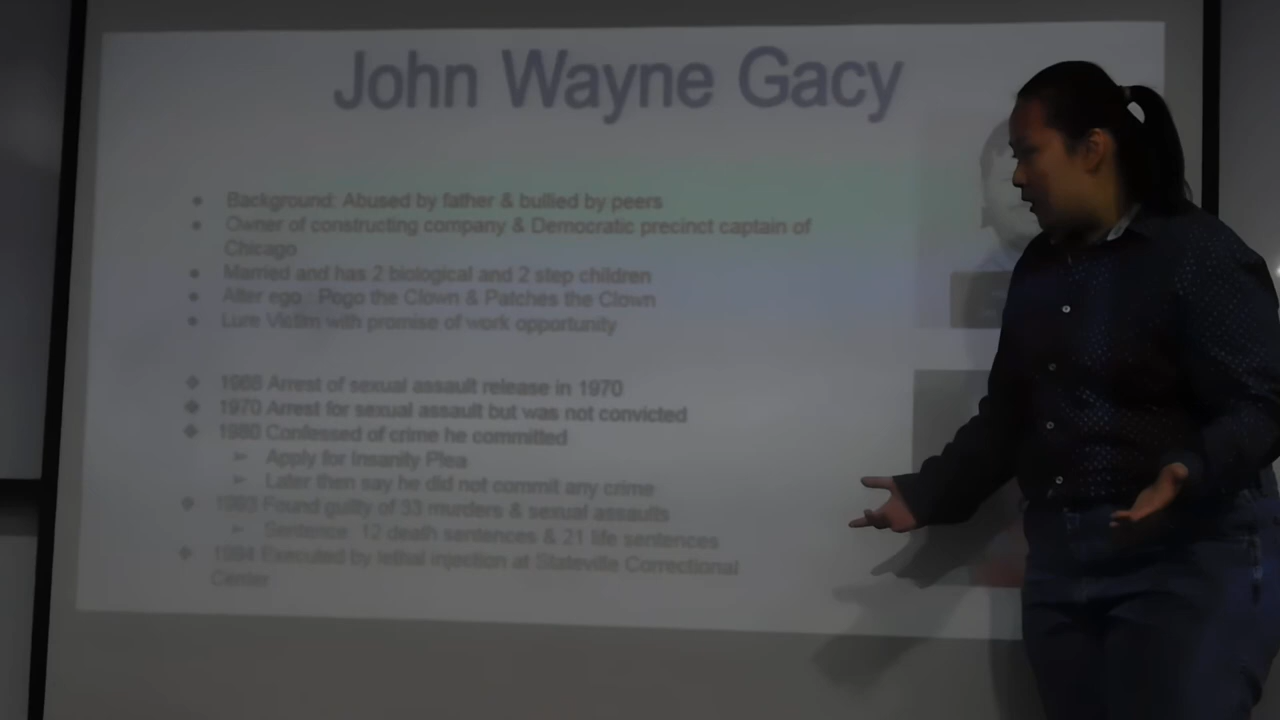 John Wayne Gacy
● Background: Abused by father & bullied by peers
● Owner of constructing company & Democratic precinct captain of
Chicago
● Married and has 2 biological and 2 step children
● Alter ego : Pogo the Clown & Patches the Clown
● Lure Victim with promise of work opportunity
❖ 1968 Arrest of sexual assault release in 1970
❖ 1970 Arrest for sexual assault but was not convicted
❖ 1980 Confessed of crime he committed
➢ Apply for Insanity Plea
➢ Later then say he did not commit any crime
❖ Found guilty of 33 murders & sexual assaults
➢ Sentence: 12 death sentences & 21 life sentences
❖ 1994 Executed by lethal injection at Stateville Correctional
Center